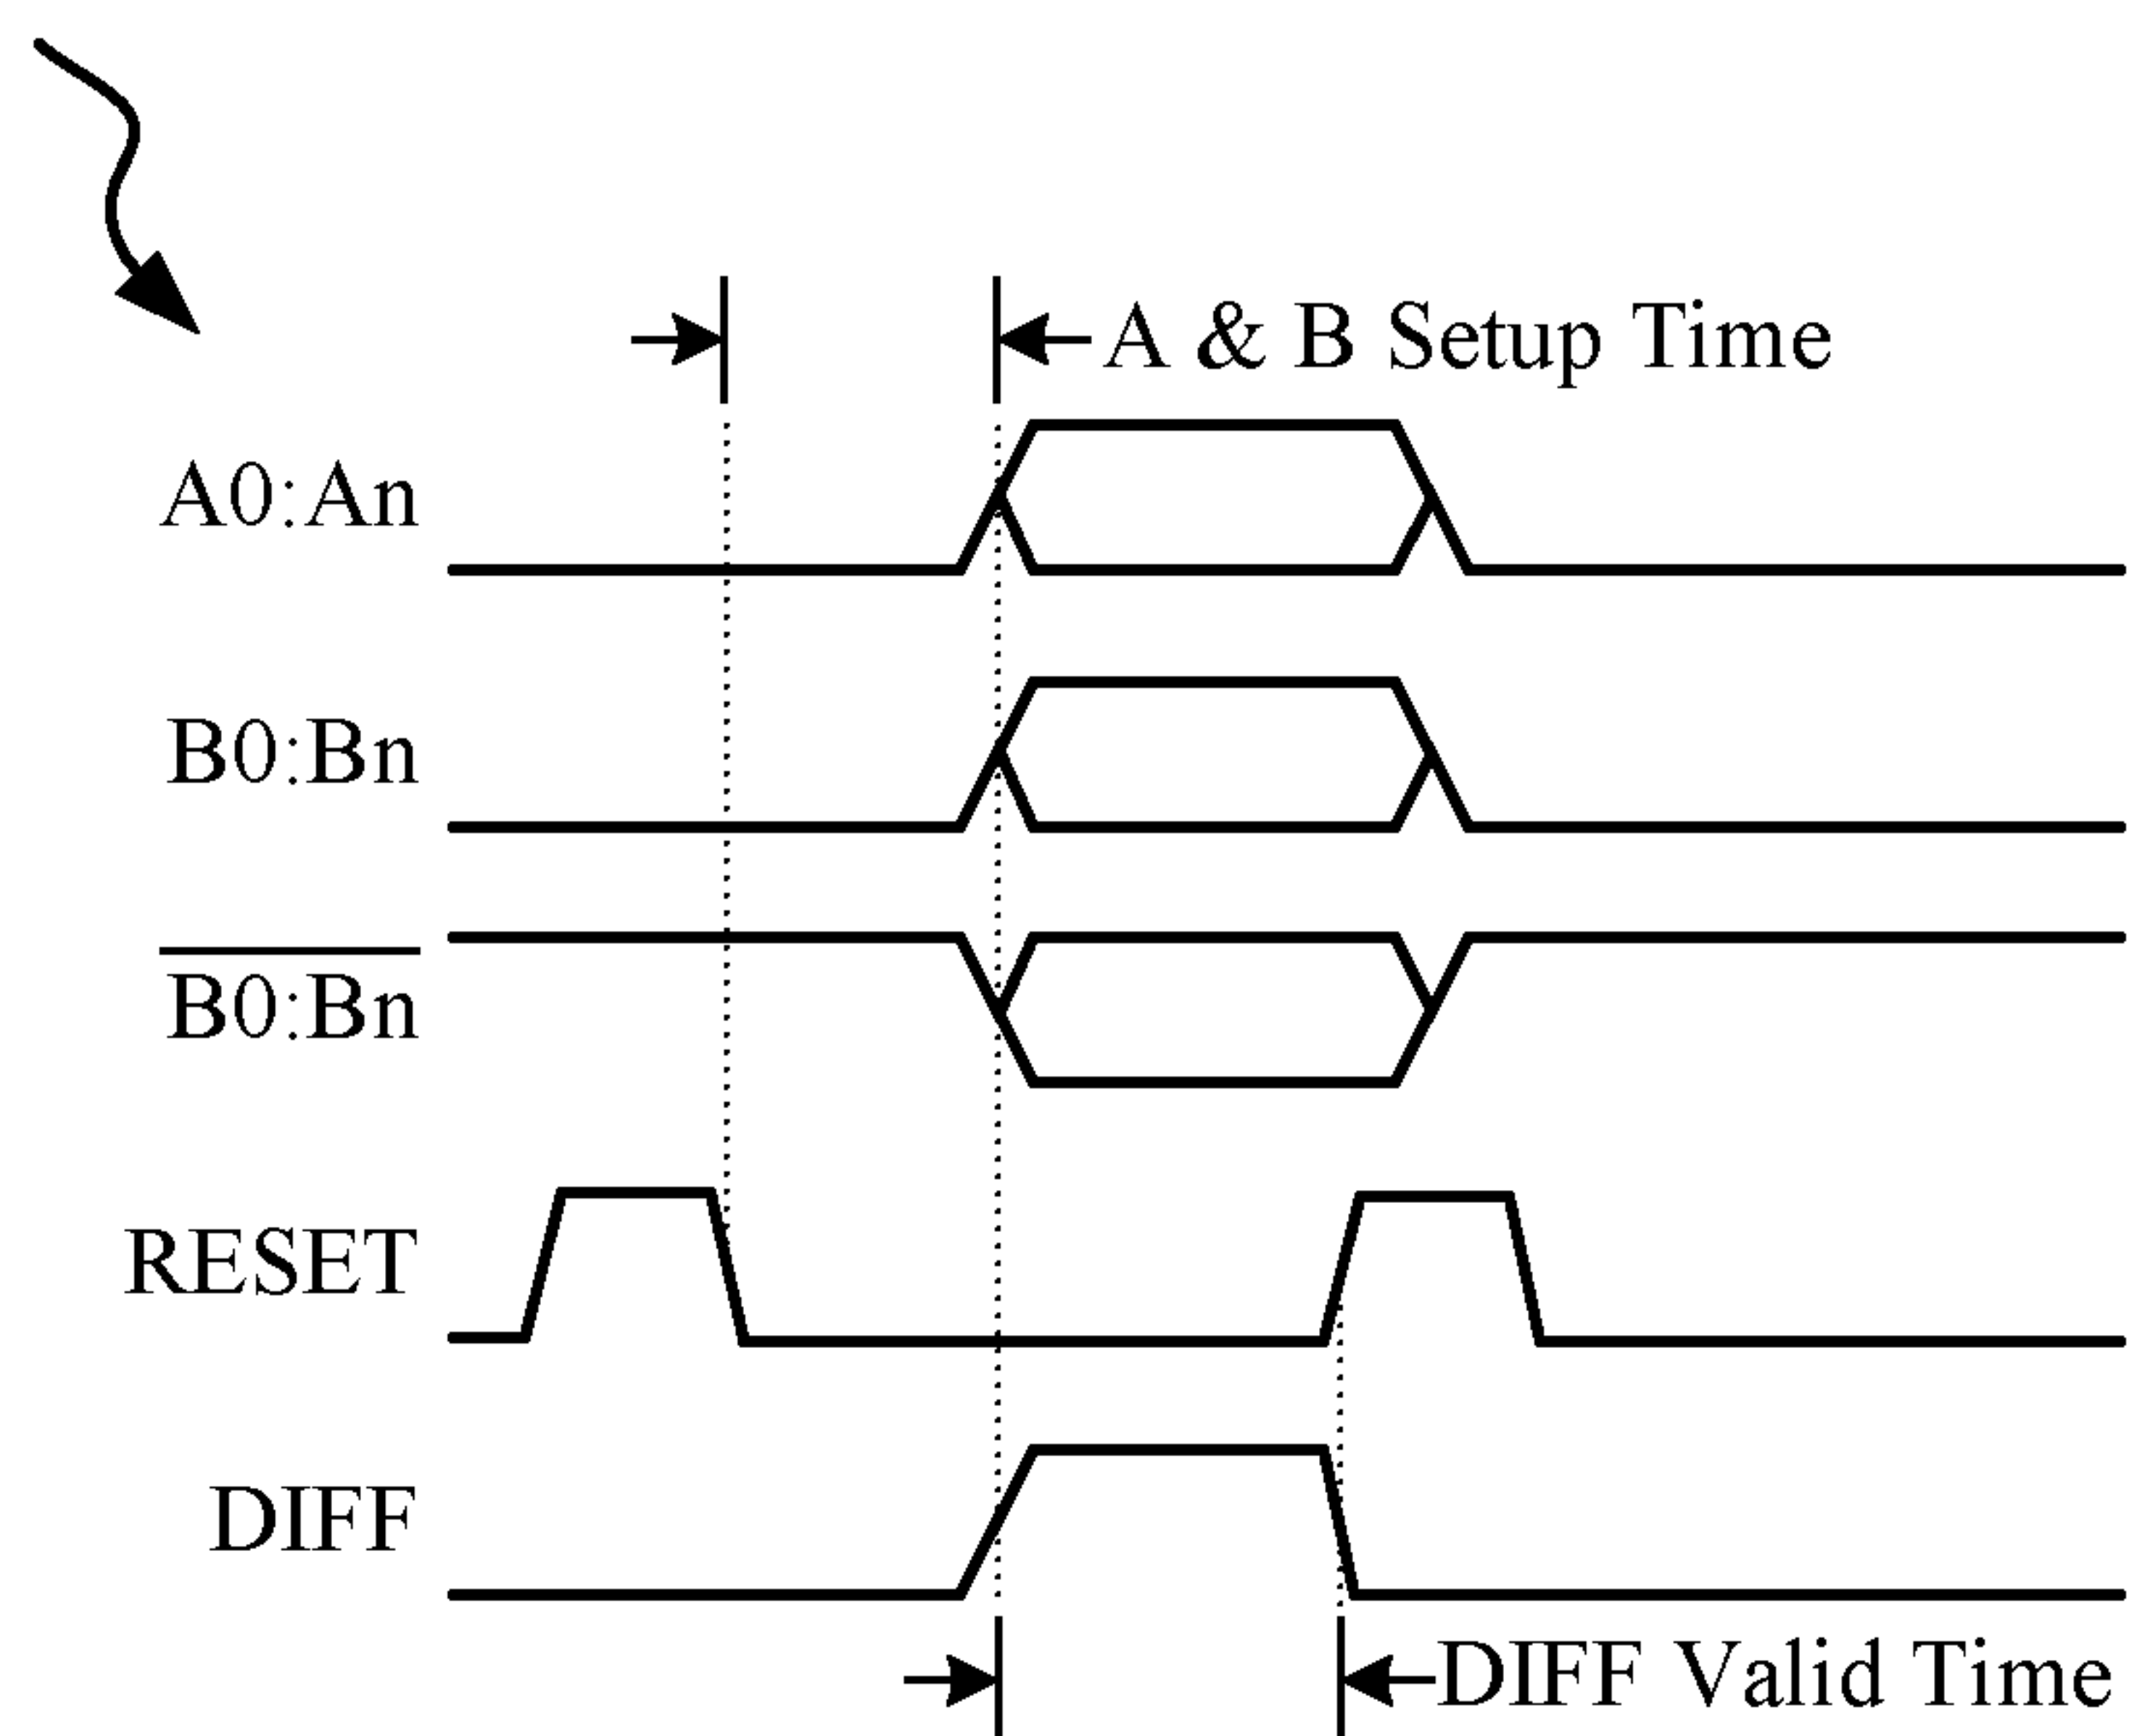 A & B Setup Time
A0:An
B0:Bn
B0:Bn
RESET
DIFF
DIFF Valid Time